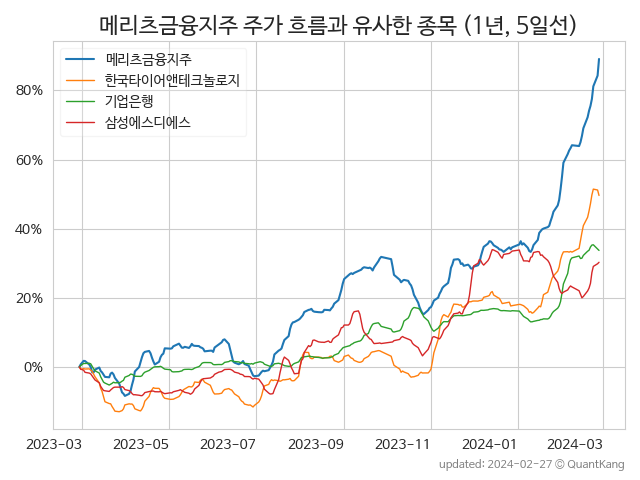 메리츠금융지주 주가 흐름과 유사한 종목 (1년, 5일선)
메리츠금융지주
한국타이어앤테크놀로지
기업은행
삼성에스디에스
80%
60%
40%
20%
0%
2023-03 2023-05 2023-07 2023-09 2023-11 2024-01 2024-03
updated: 2024-02-27 © QuantKang